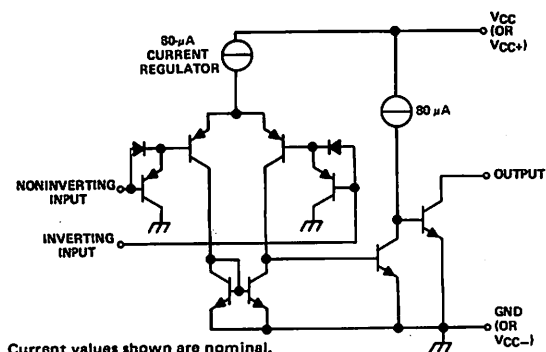 80-µA
CURRENT
REGULATOR
VCC
(OR
VCC+)
80 µA
OUTPUT
NONINVERTING
INPUT
INVERTING
INPUT
GND
(OR
VCC−)
Current values shown are nominal.